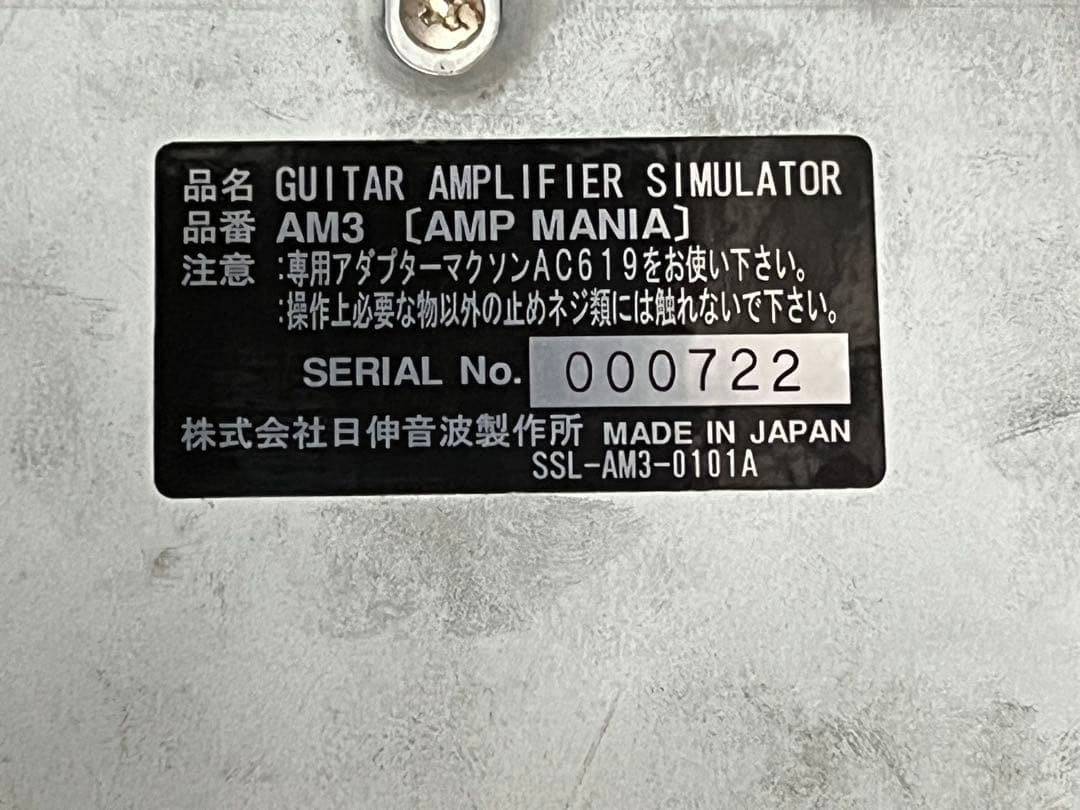 品名 GUITAR AMPLIFIER SIMULATOR
品番 AM3 〔AMP MANIA〕
注意 :専用アダプターマクソンAC619をお使い下さい。
:操作上必要な物以外の止めネジ類には触れないで下さい。
SERIAL No. 000722
株式会社日伸音波製作所 MADE IN JAPAN
SSL-AM3-0101A